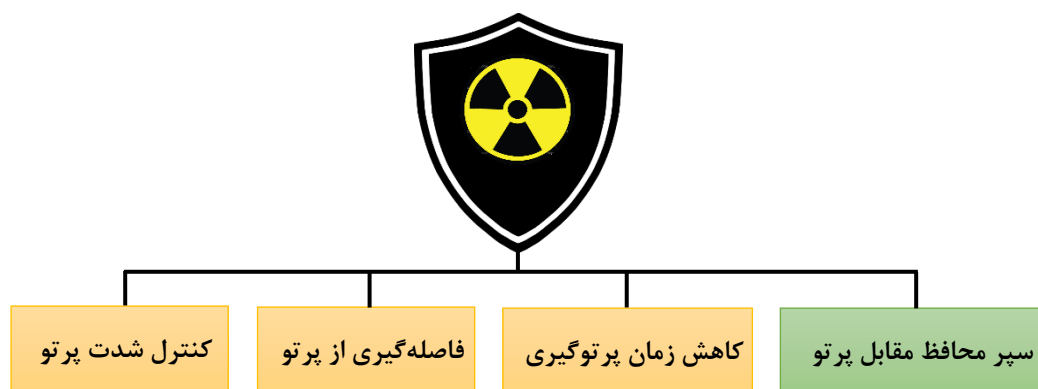 سپر محافظ مقابل پرتو
کاهش زمان پرتوگیری
فاصله‌گیری از پرتو
کنترل شدت پرتو